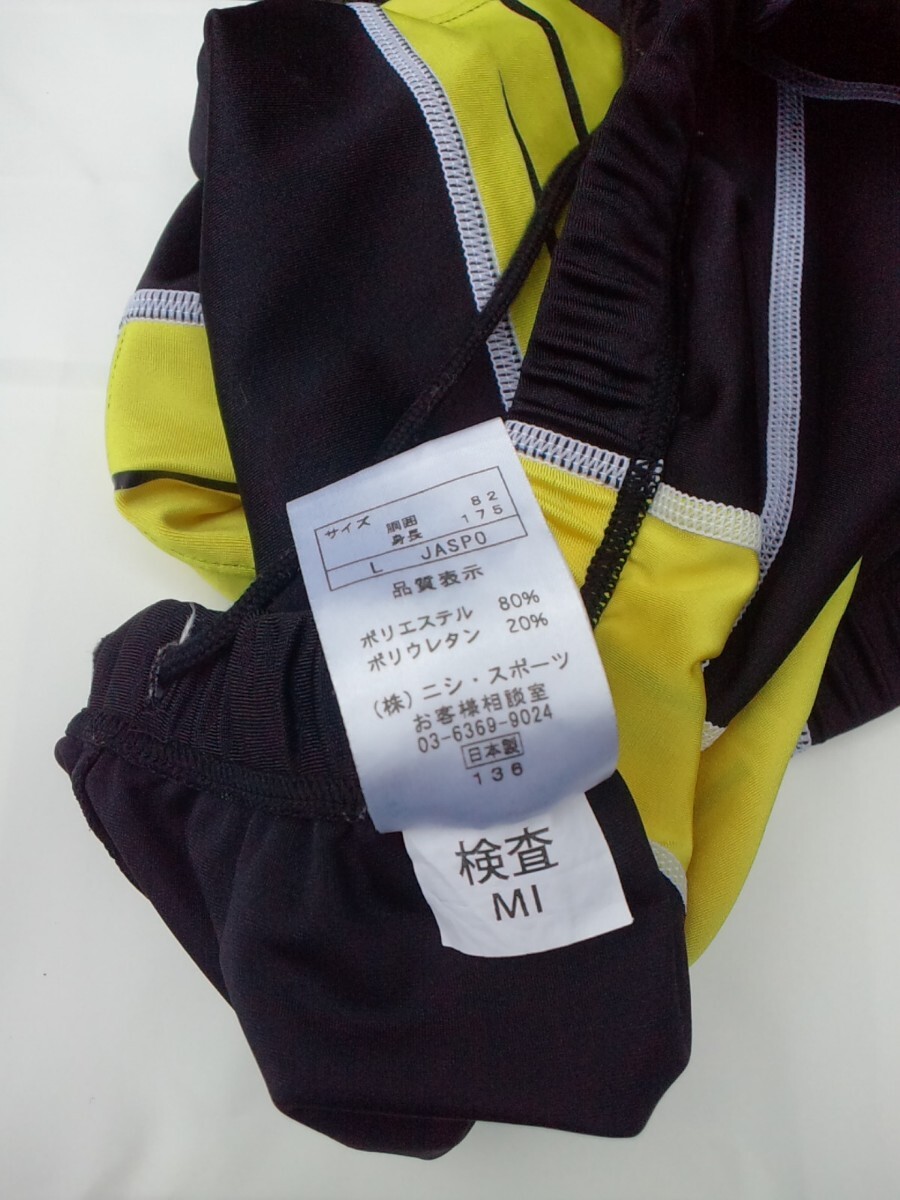 サイズ 胴囲 82
身長 175
L JASPO
品質表示
ポリエステル 80%
ポリウレタン 20%
(株)ニシ・スポーツ
お客様相談室
03-6369-9024
日本製
136
検査
MI